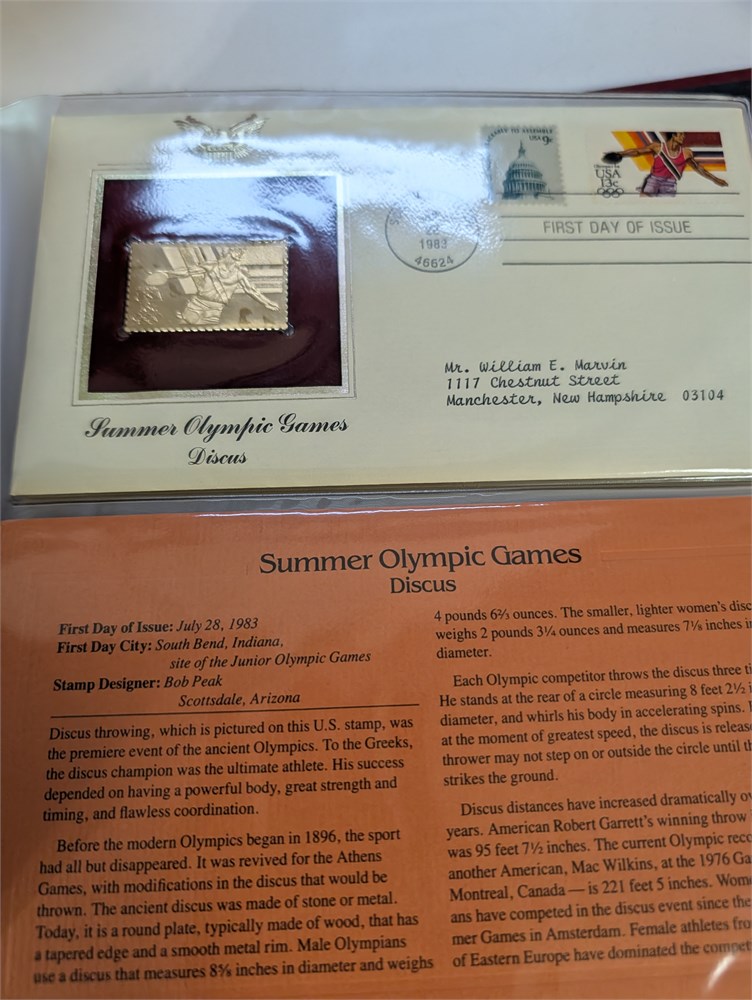 USA 9c
USA
13c
28
1983
46624
FIRST DAY OF ISSUE
Mr. William E. Marvin
1117 Chestnut Street
Manchester, New Hampshire 03104
Summer Olympic Games
Discus
Summer Olympic Games
Discus
First Day of Issue: July 28, 1983
First Day City: South Bend, Indiana,
site of the Junior Olympic Games
Stamp Designer: Bob Peak
Scottsdale, Arizona
Discus throwing, which is pictured on this U.S. stamp, was
the premiere event of the ancient Olympics. To the Greeks,
the discus champion was the ultimate athlete. His success
depended on having a powerful body, great strength and
timing, and flawless coordination.
Before the modern Olympics began in 1896, the sport
had all but disappeared. It was revived for the Athens
Games, with modifications in the discus that would be
thrown. The ancient discus was made of stone or metal.
Today, it is a round plate, typically made of wood, that has
a tapered edge and a smooth metal rim. Male Olympians
use a discus that measures 8⅝ inches in diameter and weighs
4 pounds 6⅔ ounces. The smaller, lighter women's disc
weighs 2 pounds 3¼ ounces and measures 7⅛ inches in
diameter.
Each Olympic competitor throws the discus three ti
He stands at the rear of a circle measuring 8 feet 2½ i
diameter, and whirls his body in accelerating spins.
at the moment of greatest speed, the discus is releas
thrower may not step on or outside the circle until th
strikes the ground.
Discus distances have increased dramatically ov
years. American Robert Garrett's winning throw
was 95 feet 7½ inches. The current Olympic reco
another American, Mac Wilkins, at the 1976 Ga
Montreal, Canada — is 221 feet 5 inches. Wom
ans have competed in the discus event since the
mer Games in Amsterdam. Female athletes fro
of Eastern Europe have dominated the compet